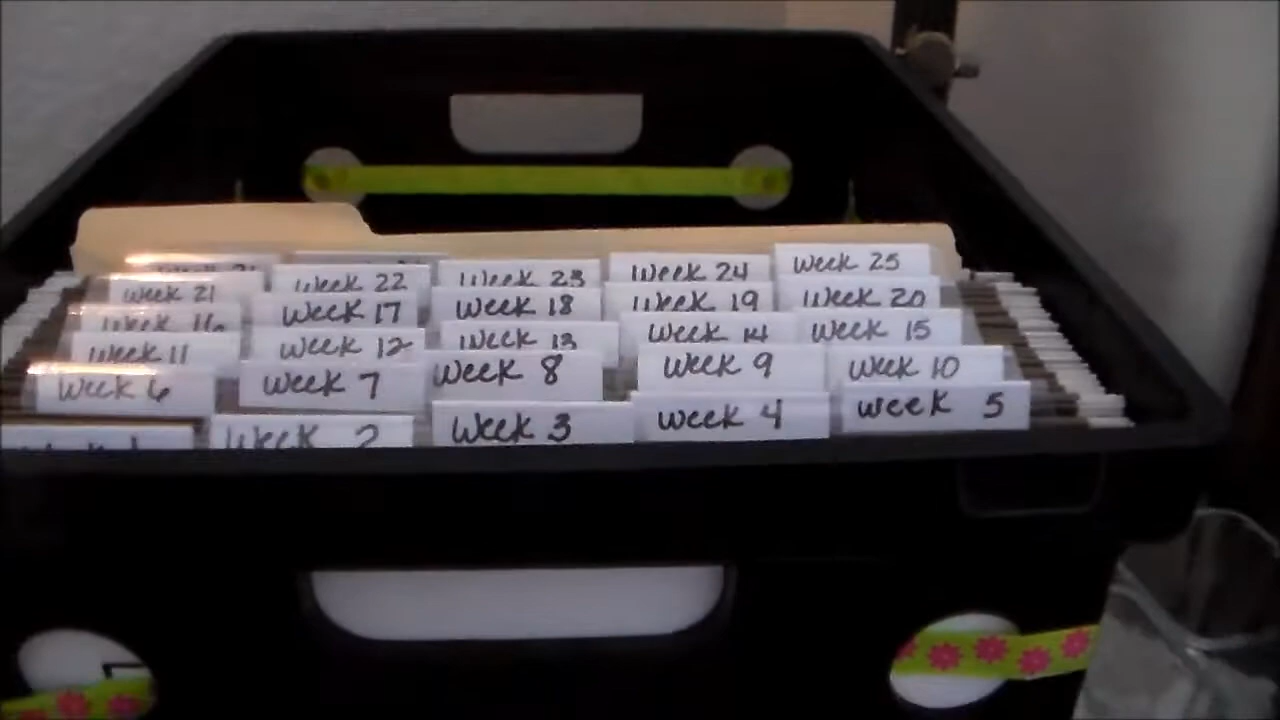 Week 21
Week 22
Week 23
Week 24
Week 25
Week 16
Week 17
Week 18
Week 19
Week 20
Week 11
Week 12
Week 13
Week 14
Week 15
Week 6
Week 7
Week 8
Week 9
Week 10
Week 2
Week 3
Week 4
Week 5